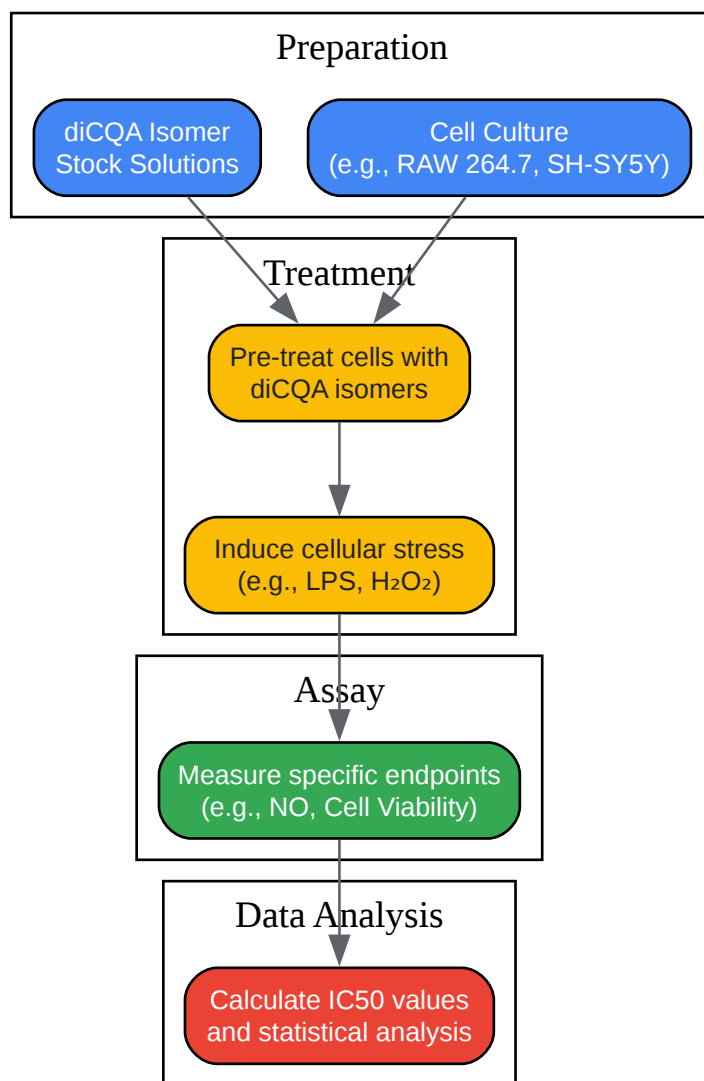 Preparation
diCQA Isomer
Stock Solutions
Cell Culture
(e.g., RAW 264.7, SH-SY5Y)
Treatment
Pre-treat cells with
diCQA isomers
Induce cellular stress
(e.g., LPS, H₂O₂)
Assay
Measure specific endpoints
(e.g., NO, Cell Viability)
Data Analysis
Calculate IC50 values
and statistical analysis